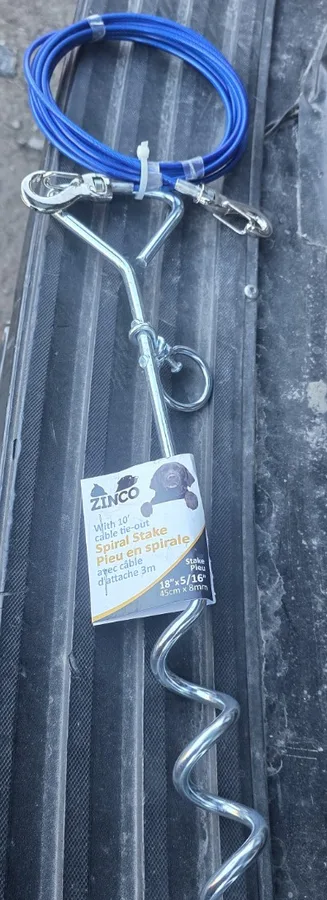 ZINCO
With 10'
cable tie-out
Spiral Stake
Pieu en spirale
avec câble
d'attache 3m
Stake
Pieu
18" x 5/16"
45cm x 8mm